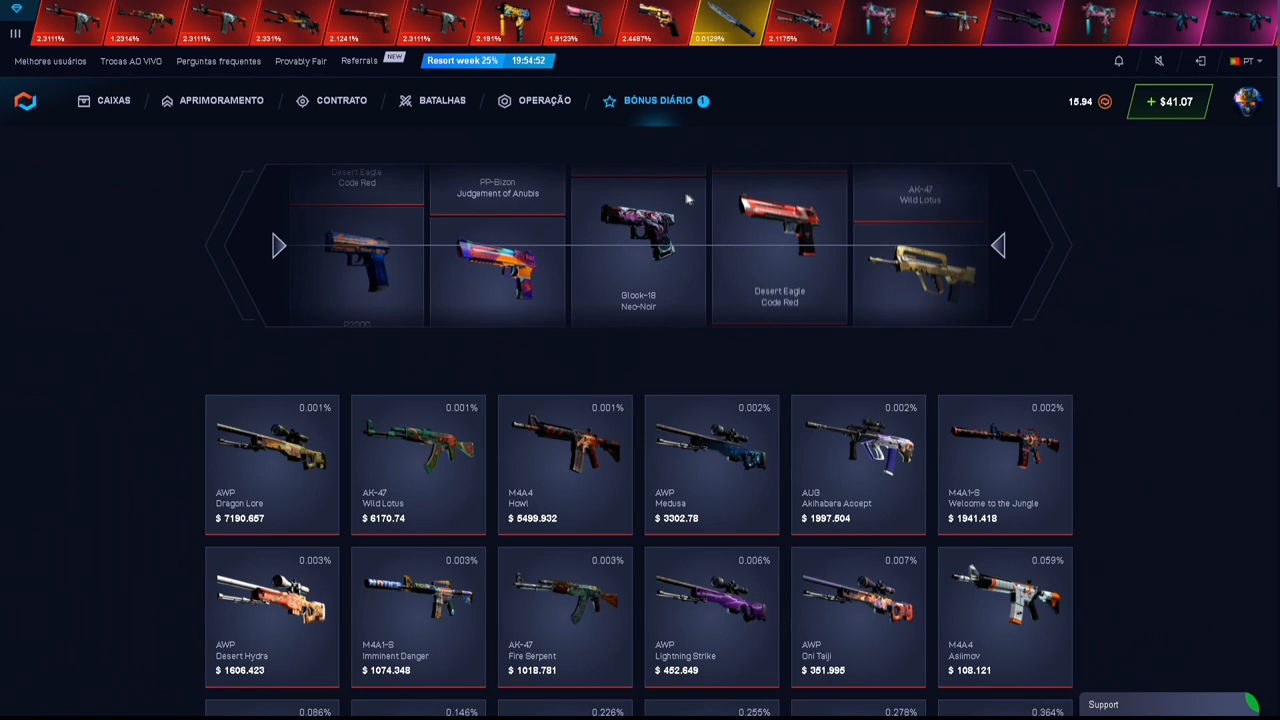 2.3111%
1.2314%
2.3111%
2.331%
2.1241%
2.3111%
2.191%
1.9123%
2.4497%
0.0129%
2.1175%
Melhores usuários
Trocas AO VIVO
Perguntas frequentes
Provably Fair
Referrals
NEW
Resort week 25% 19:54:52
PT
CAIXAS
APRIMORAMENTO
CONTRATO
BATALHAS
OPERAÇÃO
BÓNUS DIÁRIO 1
15.94
+ $41.07
Desert Eagle
Code Red
P2000
PP-Bizon
Judgement of Anubis
Glock-18
Neo-Noir
Desert Eagle
Code Red
AK-47
Wild Lotus
0.001%
AWP
Dragon Lore
$ 7190.657
0.001%
AK-47
Wild Lotus
$ 6170.74
0.001%
M4A4
Howl
$ 5499.932
0.002%
AWP
Medusa
$ 3302.78
0.002%
AUG
Akihabara Accept
$ 1997.504
0.002%
M4A1-S
Welcome to the Jungle
$ 1941.418
0.003%
AWP
Desert Hydra
$ 1606.423
0.003%
M4A1-S
Imminent Danger
$ 1074.348
0.003%
AK-47
Fire Serpent
$ 1018.781
0.006%
AWP
Lightning Strike
$ 452.649
0.007%
AWP
Oni Taiji
$ 351.995
0.059%
M4A4
Asiimov
$ 108.121
0.086%
0.146%
0.226%
0.255%
0.278%
0.364%
Support